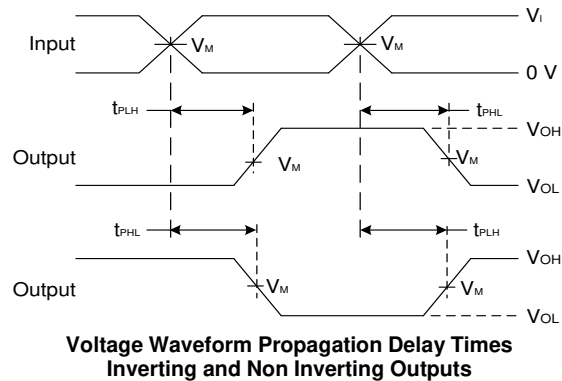 VI
Input
VM
VM
0 V
tPLH
tPHL
VOH
Output
VM
VM
VOL
tPHL
tPLH
VOH
Output
VM
VM
VOL
Voltage Waveform Propagation Delay Times
Inverting and Non Inverting Outputs